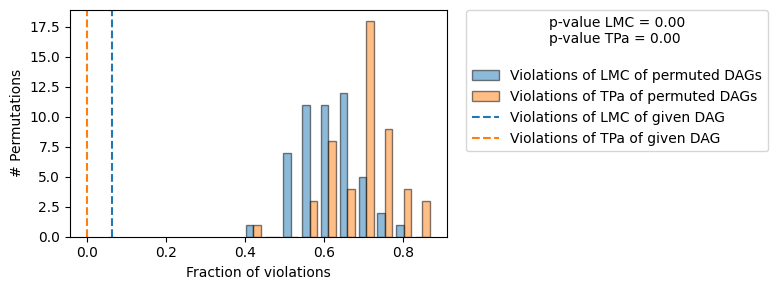 # Permutations
17.5
15.0
12.5
10.0
7.5
5.0
2.5
0.0
0.0 0.2 0.4 0.6 0.8
Fraction of violations
p-value LMC = 0.00
p-value TPa = 0.00
Violations of LMC of permuted DAGs
Violations of TPa of permuted DAGs
Violations of LMC of given DAG
Violations of TPa of given DAG